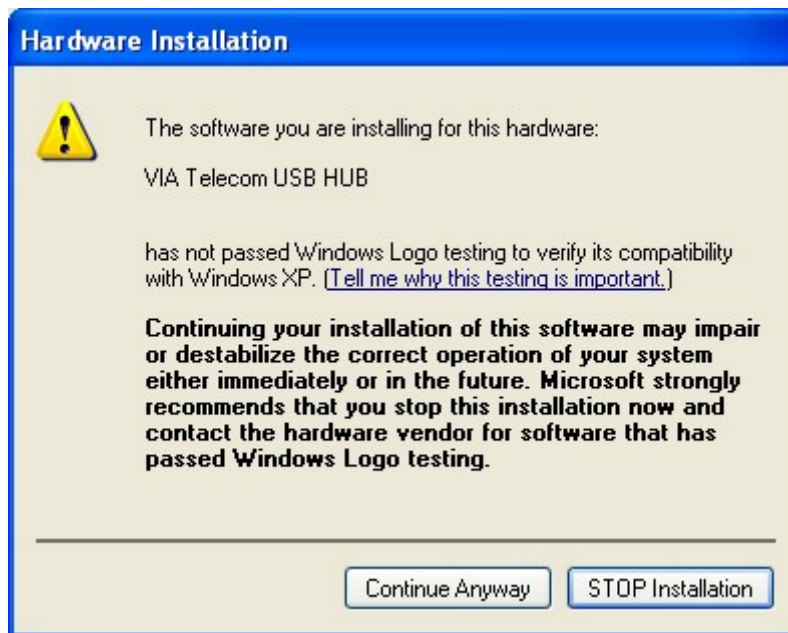 Hardware Installation
The software you are installing for this hardware:
VIA Telecom USB HUB
has not passed Windows Logo testing to verify its compatibility
with Windows XP. (Tell me why this testing is important.)
Continuing your installation of this software may impair
or destabilize the correct operation of your system
either immediately or in the future. Microsoft strongly
recommends that you stop this installation now and
contact the hardware vendor for software that has
passed Windows Logo testing.
Continue Anyway
STOP Installation